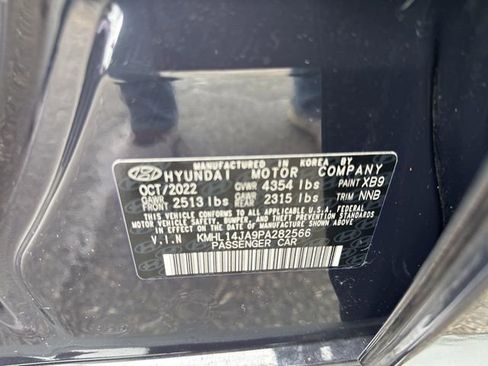 MANUFACTURED IN KOREA BY
HYUNDAI MOTOR COMPANY
OCT/2022 GVWR 4354 lbs PAINT XB9
GAWR FRONT 2513 lbs GAWR REAR 2315 lbs TRIM NNB
THIS VEHICLE CONFORMS TO ALL APPLICABLE U.S.A. FEDERAL
MOTOR VEHICLE SAFETY, BUMPER, AND THEFT PREVENTION STANDARDS
IN EFFECT ON THE DATE OF MANUFACTURE SHOWN ABOVE.
V.I.N KMHL14JA9PA282566
PASSENGER CAR